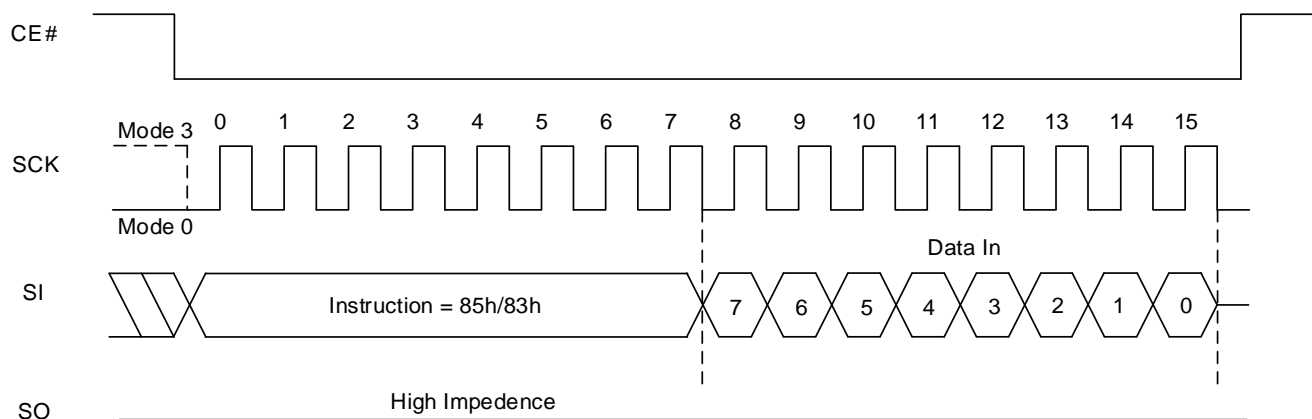 CE#
Mode 3
0 1 2 3 4 5 6 7 8 9 10 11 12 13 14 15
SCK
Mode 0
Data In
SI
Instruction = 85h/83h
7 6 5 4 3 2 1 0
High Impedence
SO